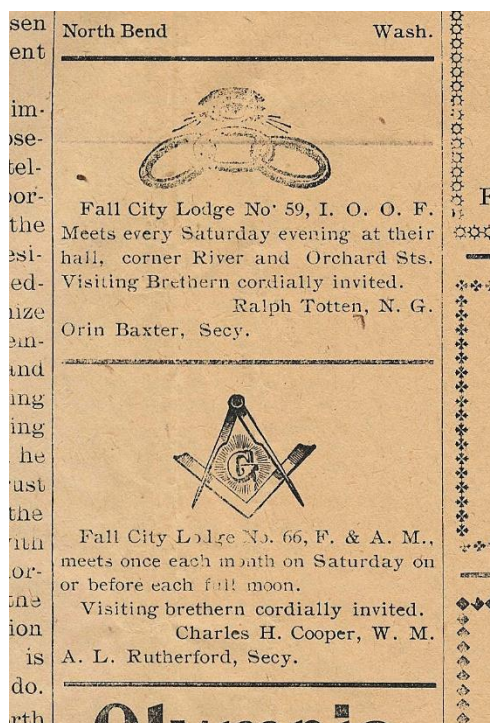 North Bend Wash.
Fall City Lodge No. 59, I. O. O. F.
Meets every Saturday evening at their
hall, corner River and Orchard Sts.
Visiting Brethern cordially invited.
Ralph Totten, N. G.
Orin Baxter, Secy.
G
Fall City Lodge No. 66, F. & A. M.,
meets once each month on Saturday on
or before each full moon.
Visiting brethern cordially invited.
Charles H. Cooper, W. M.
A. L. Rutherford, Secy.